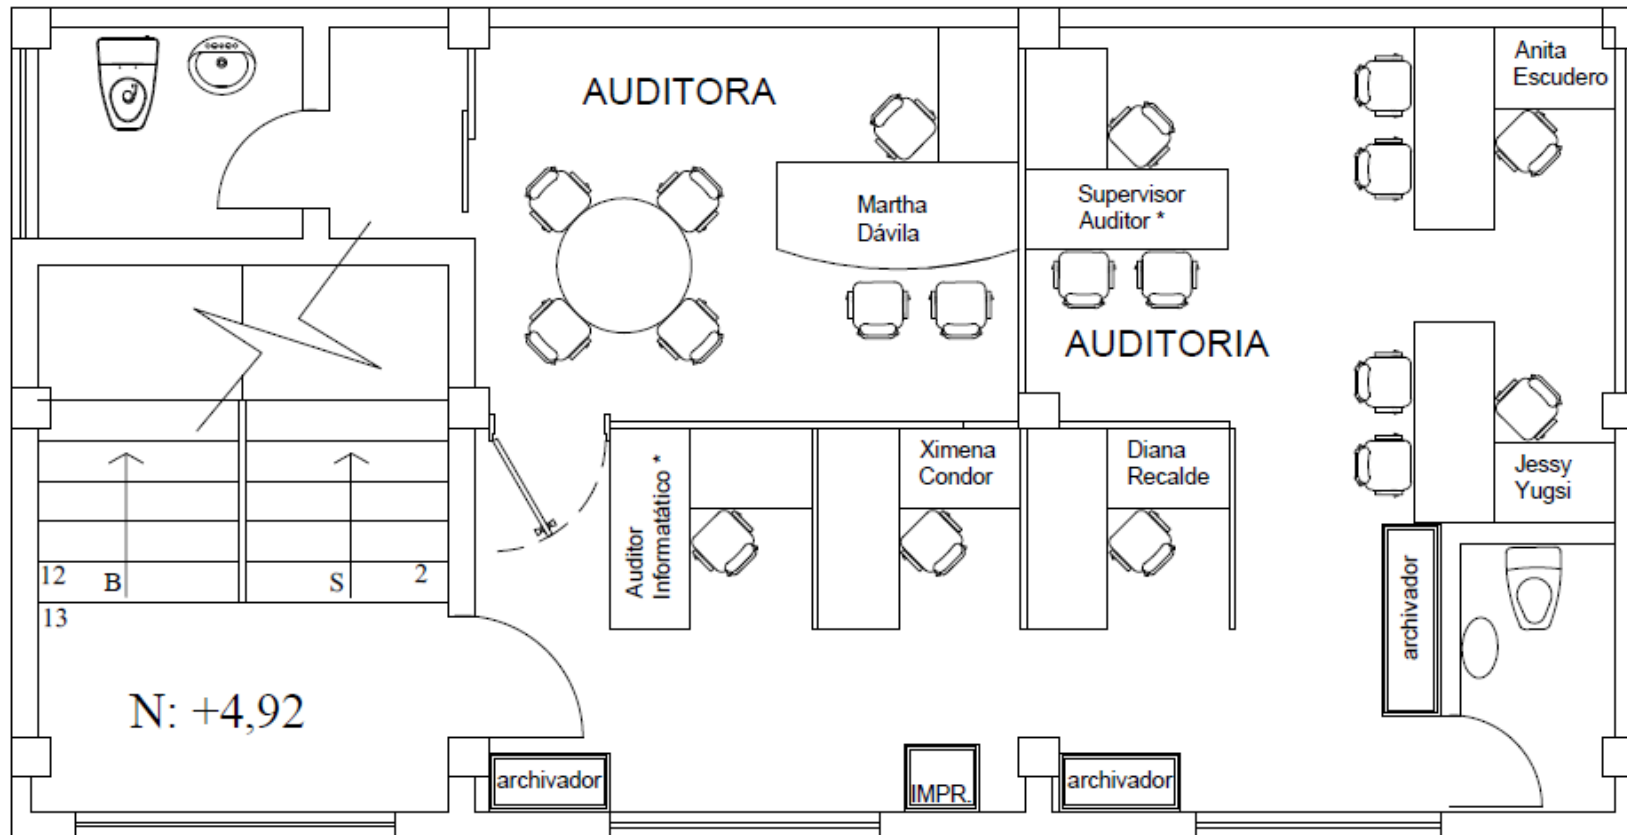 AUDITORA
Anita
Escudero
Martha
Dávila
Supervisor
Auditor *
AUDITORIA
Auditor
Informatático *
Ximena
Condor
Diana
Recalde
Jessy
Yugsi
12
B
S
2
13
archivador
N: +4,92
archivador
IMPR.
archivador